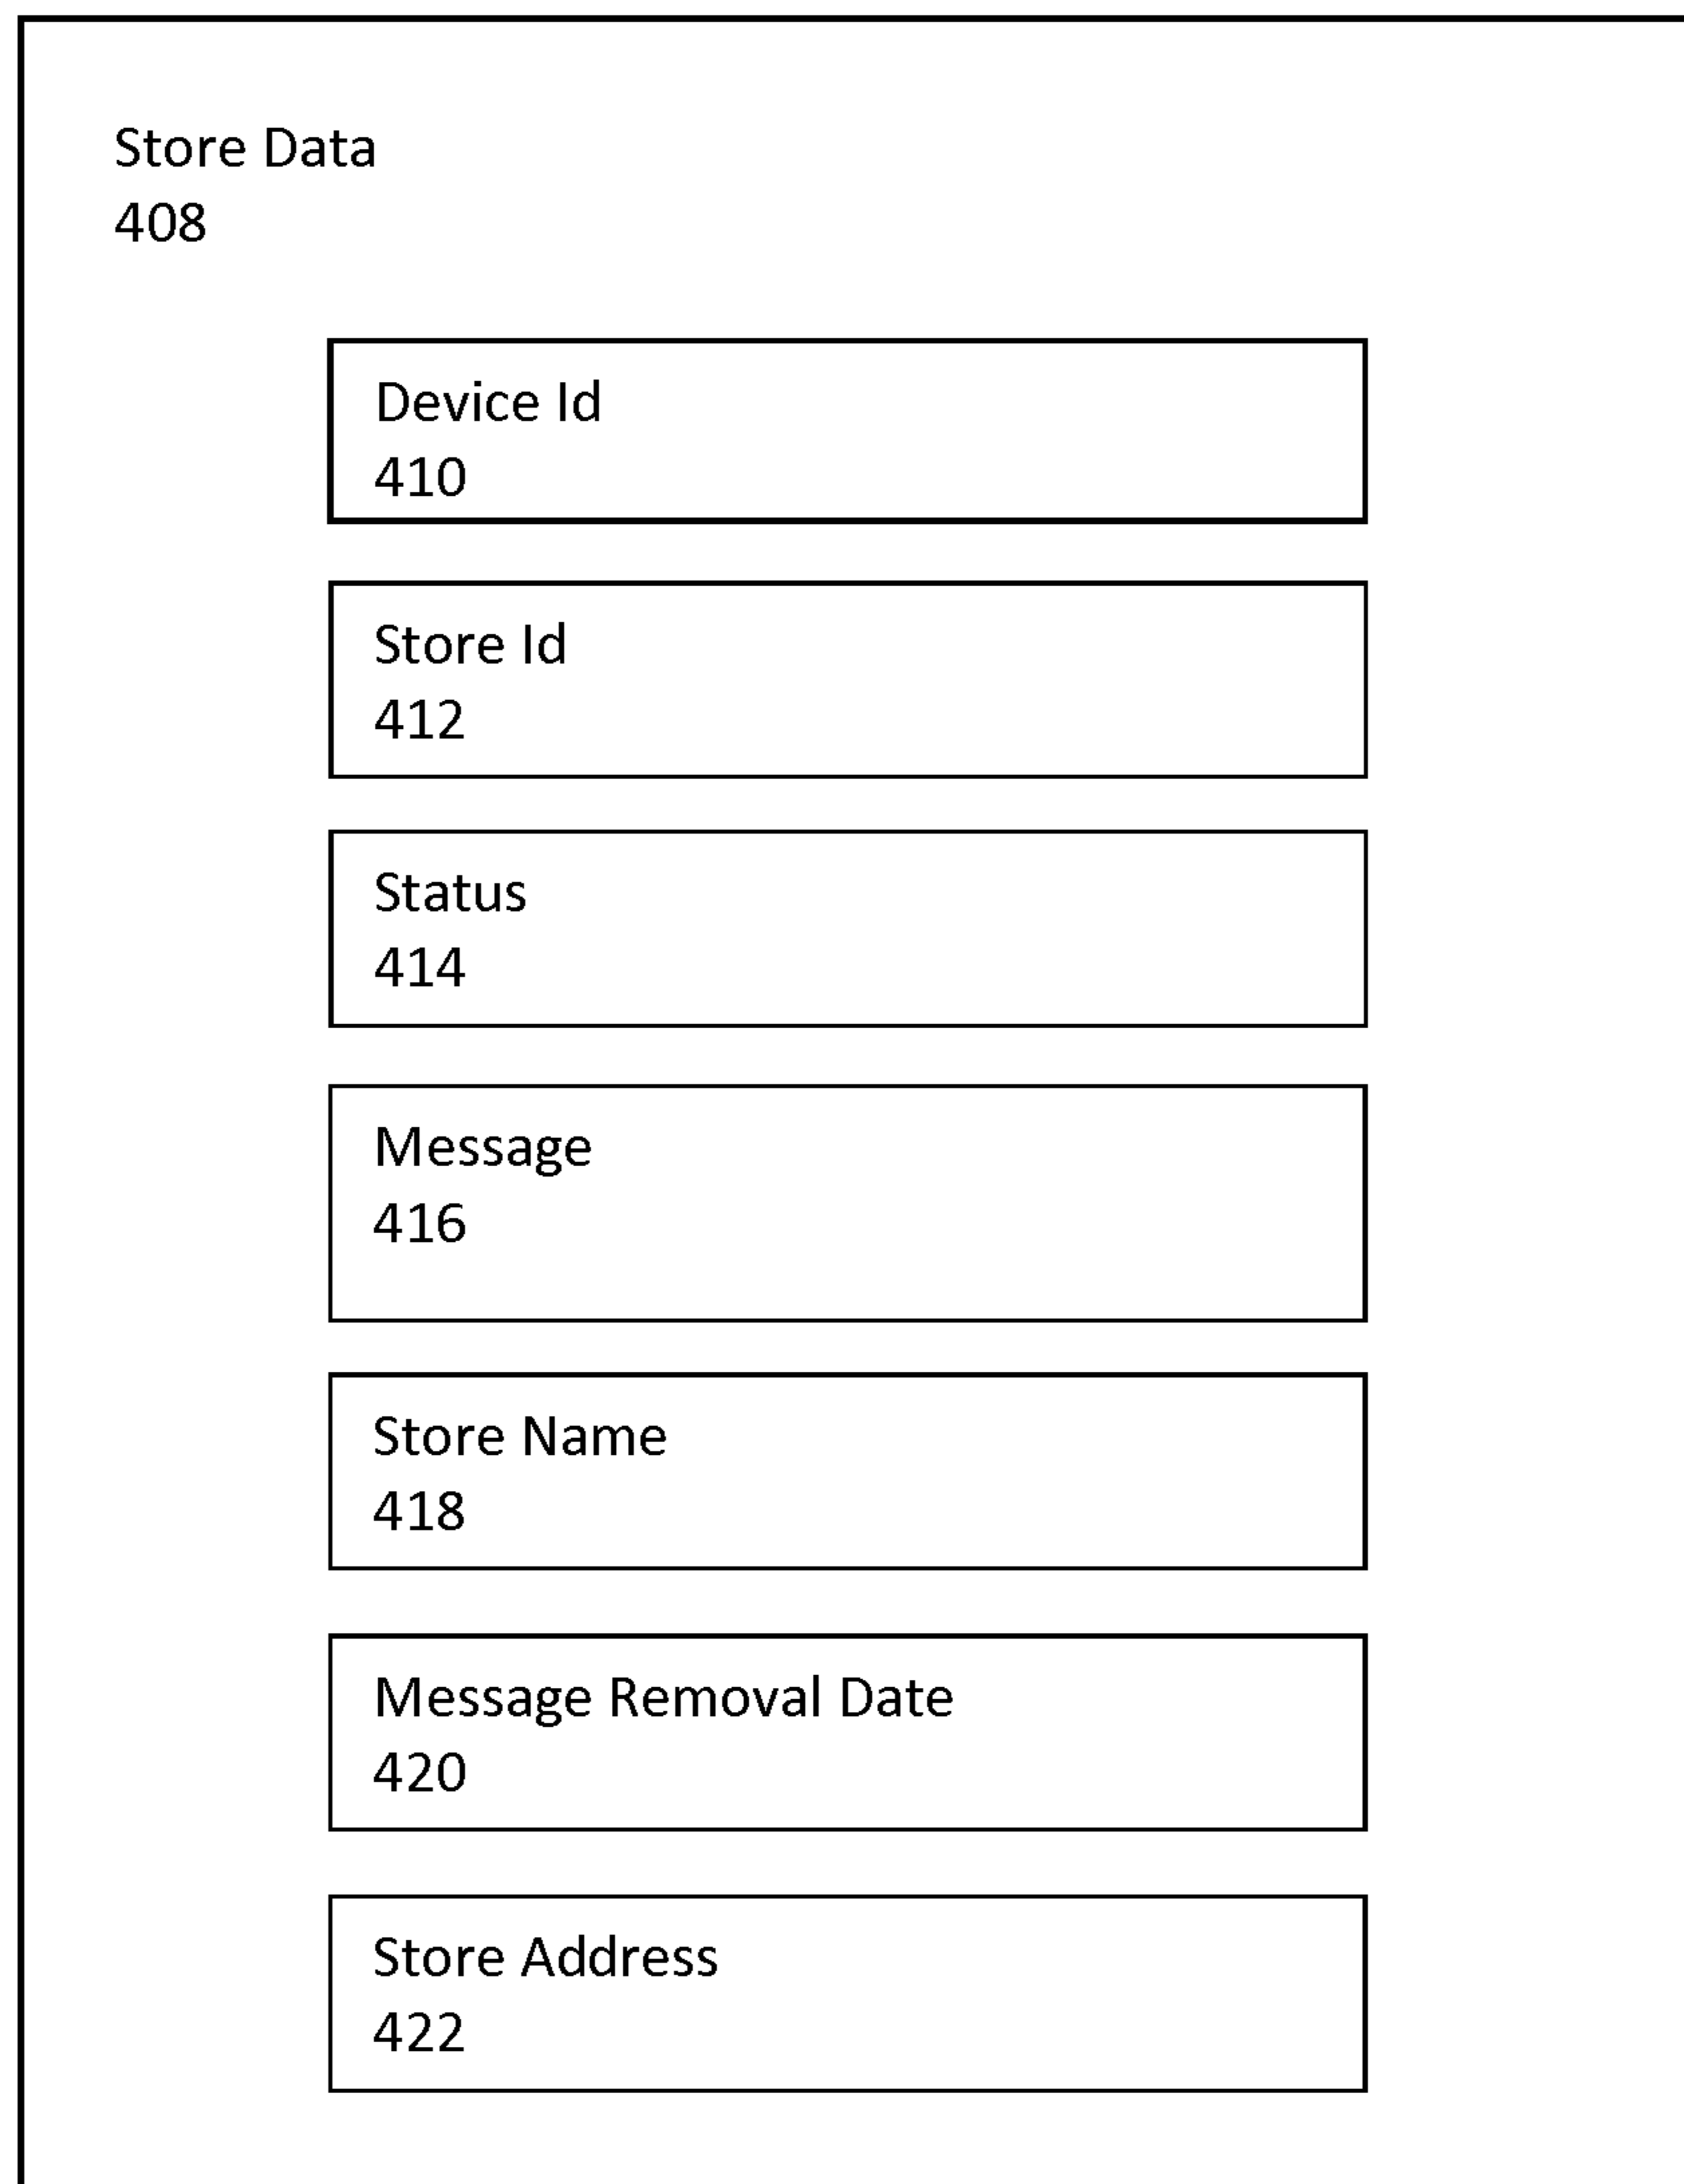 Store Data
408
Device Id
410
Store Id
412
Status
414
Message
416
Store Name
418
Message Removal Date
420
Store Address
422